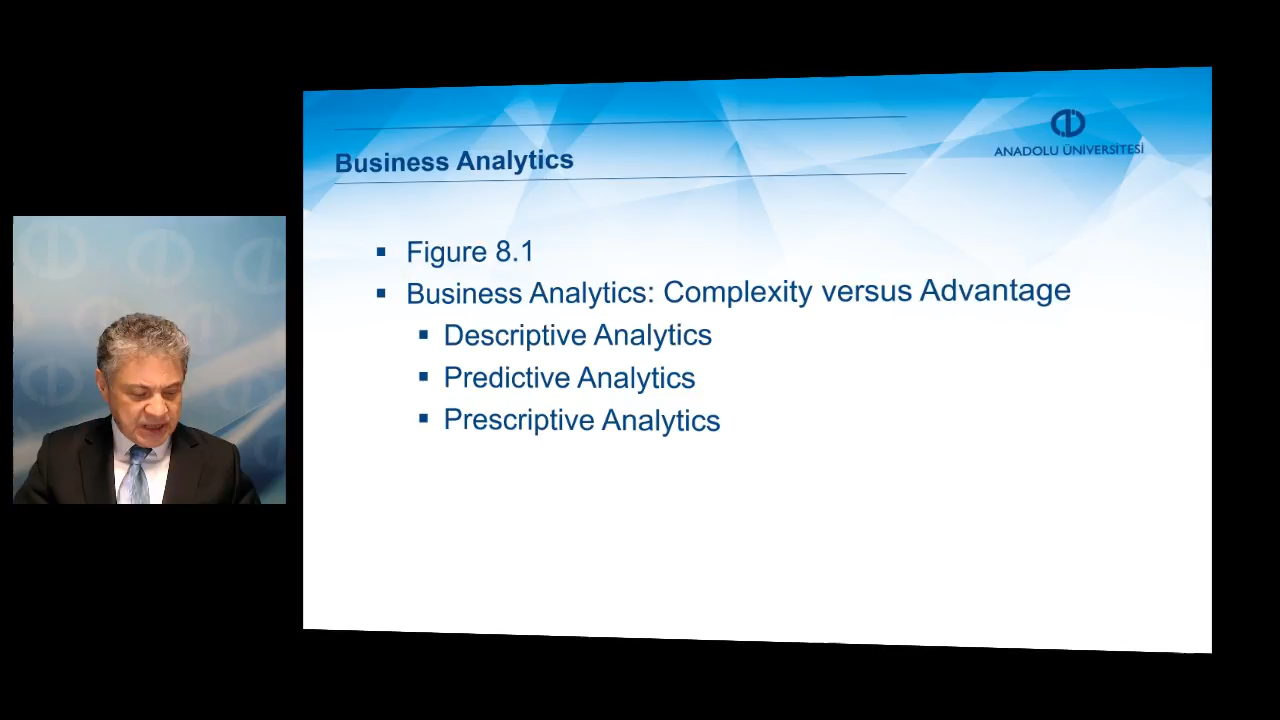 Business Analytics
ANADOLU ÜNİVERSİTESİ
Figure 8.1
Business Analytics: Complexity versus Advantage
Descriptive Analytics
Predictive Analytics
Prescriptive Analytics